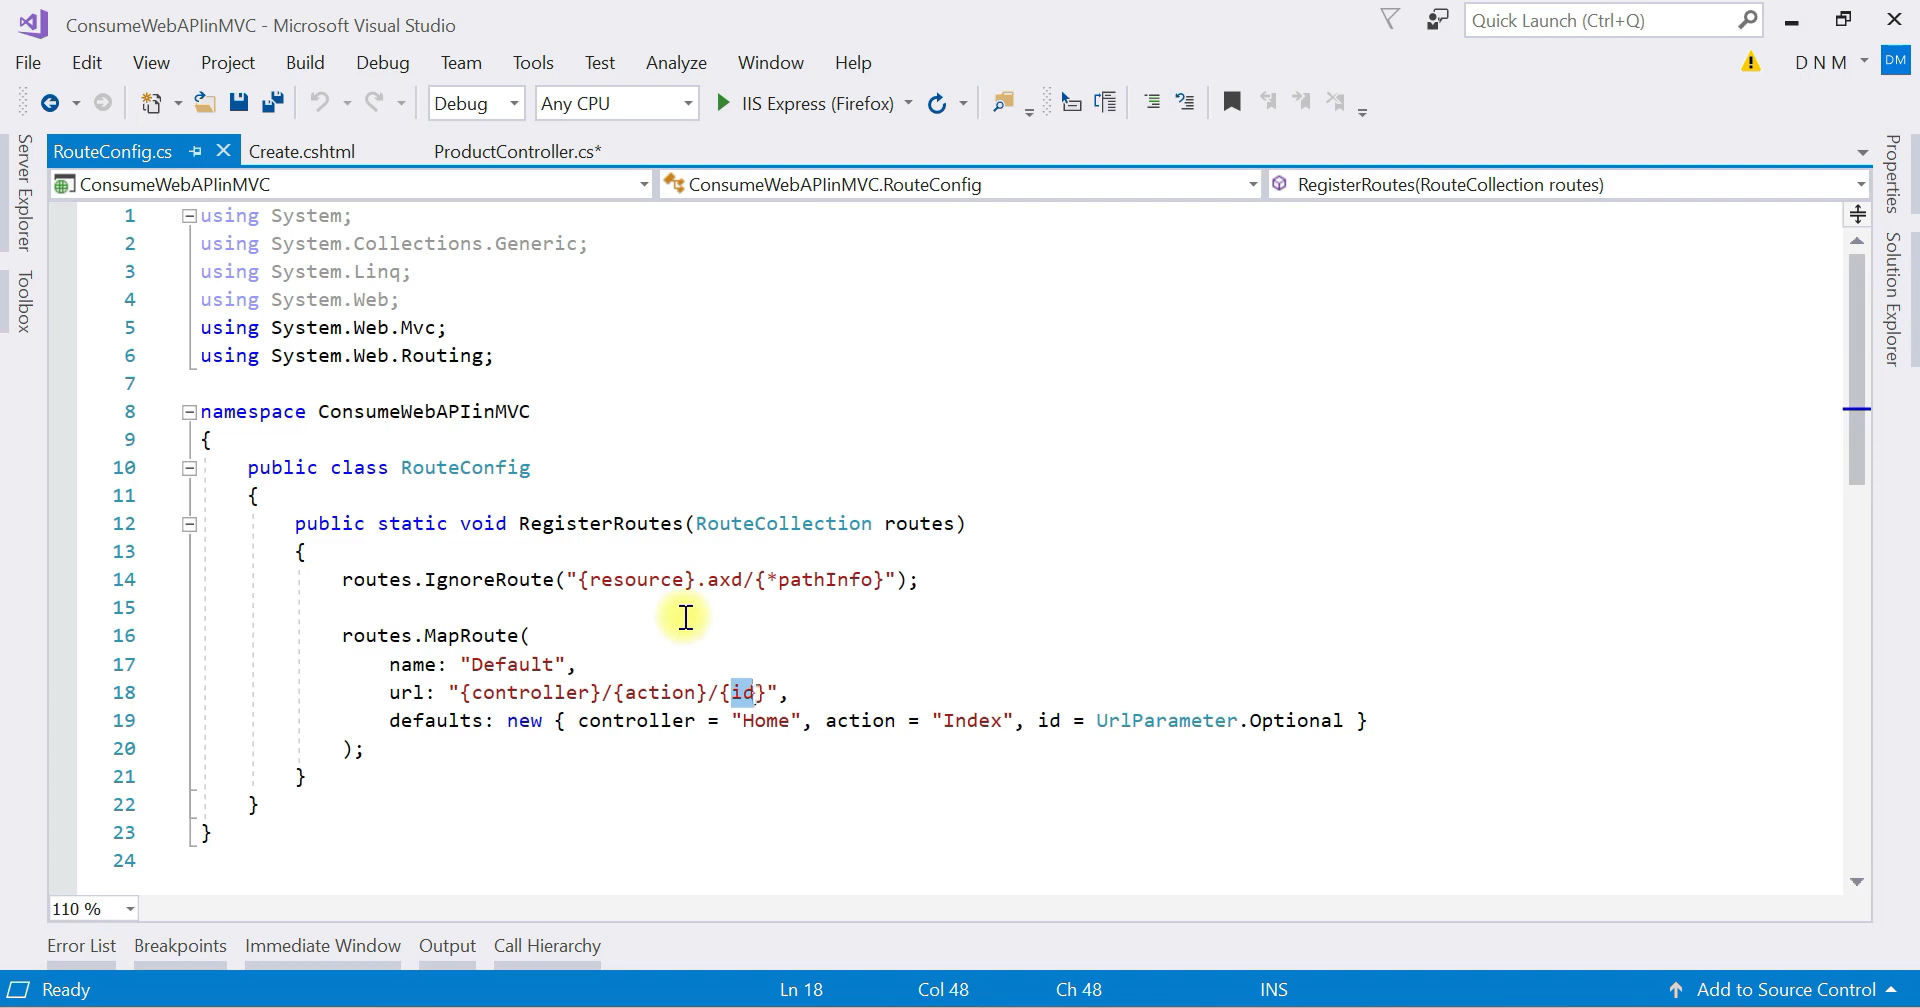 ConsumeWebAPIinMVC - Microsoft Visual Studio
Quick Launch (Ctrl+Q)
File Edit View Project Build Debug Team Tools Test Analyze Window Help
D N M DM
Debug Any CPU IIS Express (Firefox)
RouteConfig.cs Create.cshtml ProductController.cs*
ConsumeWebAPIinMVC ConsumeWebAPIinMVC.RouteConfig RegisterRoutes(RouteCollection routes)
Server Explorer
Toolbox
Properties
Solution Explorer
1 using System;
2 using System.Collections.Generic;
3 using System.Linq;
4 using System.Web;
5 using System.Web.Mvc;
6 using System.Web.Routing;
7
8 namespace ConsumeWebAPIinMVC
9 {
10 public class RouteConfig
11 {
12 public static void RegisterRoutes(RouteCollection routes)
13 {
14 routes.IgnoreRoute("{resource}.axd/{*pathInfo}");
15
16 routes.MapRoute(
17 name: "Default",
18 url: "{controller}/{action}/{id}",
19 defaults: new { controller = "Home", action = "Index", id = UrlParameter.Optional }
20 );
21 }
22 }
23 }
24
110 %
Error List Breakpoints Immediate Window Output Call Hierarchy
Ready Ln 18 Col 48 Ch 48 INS Add to Source Control